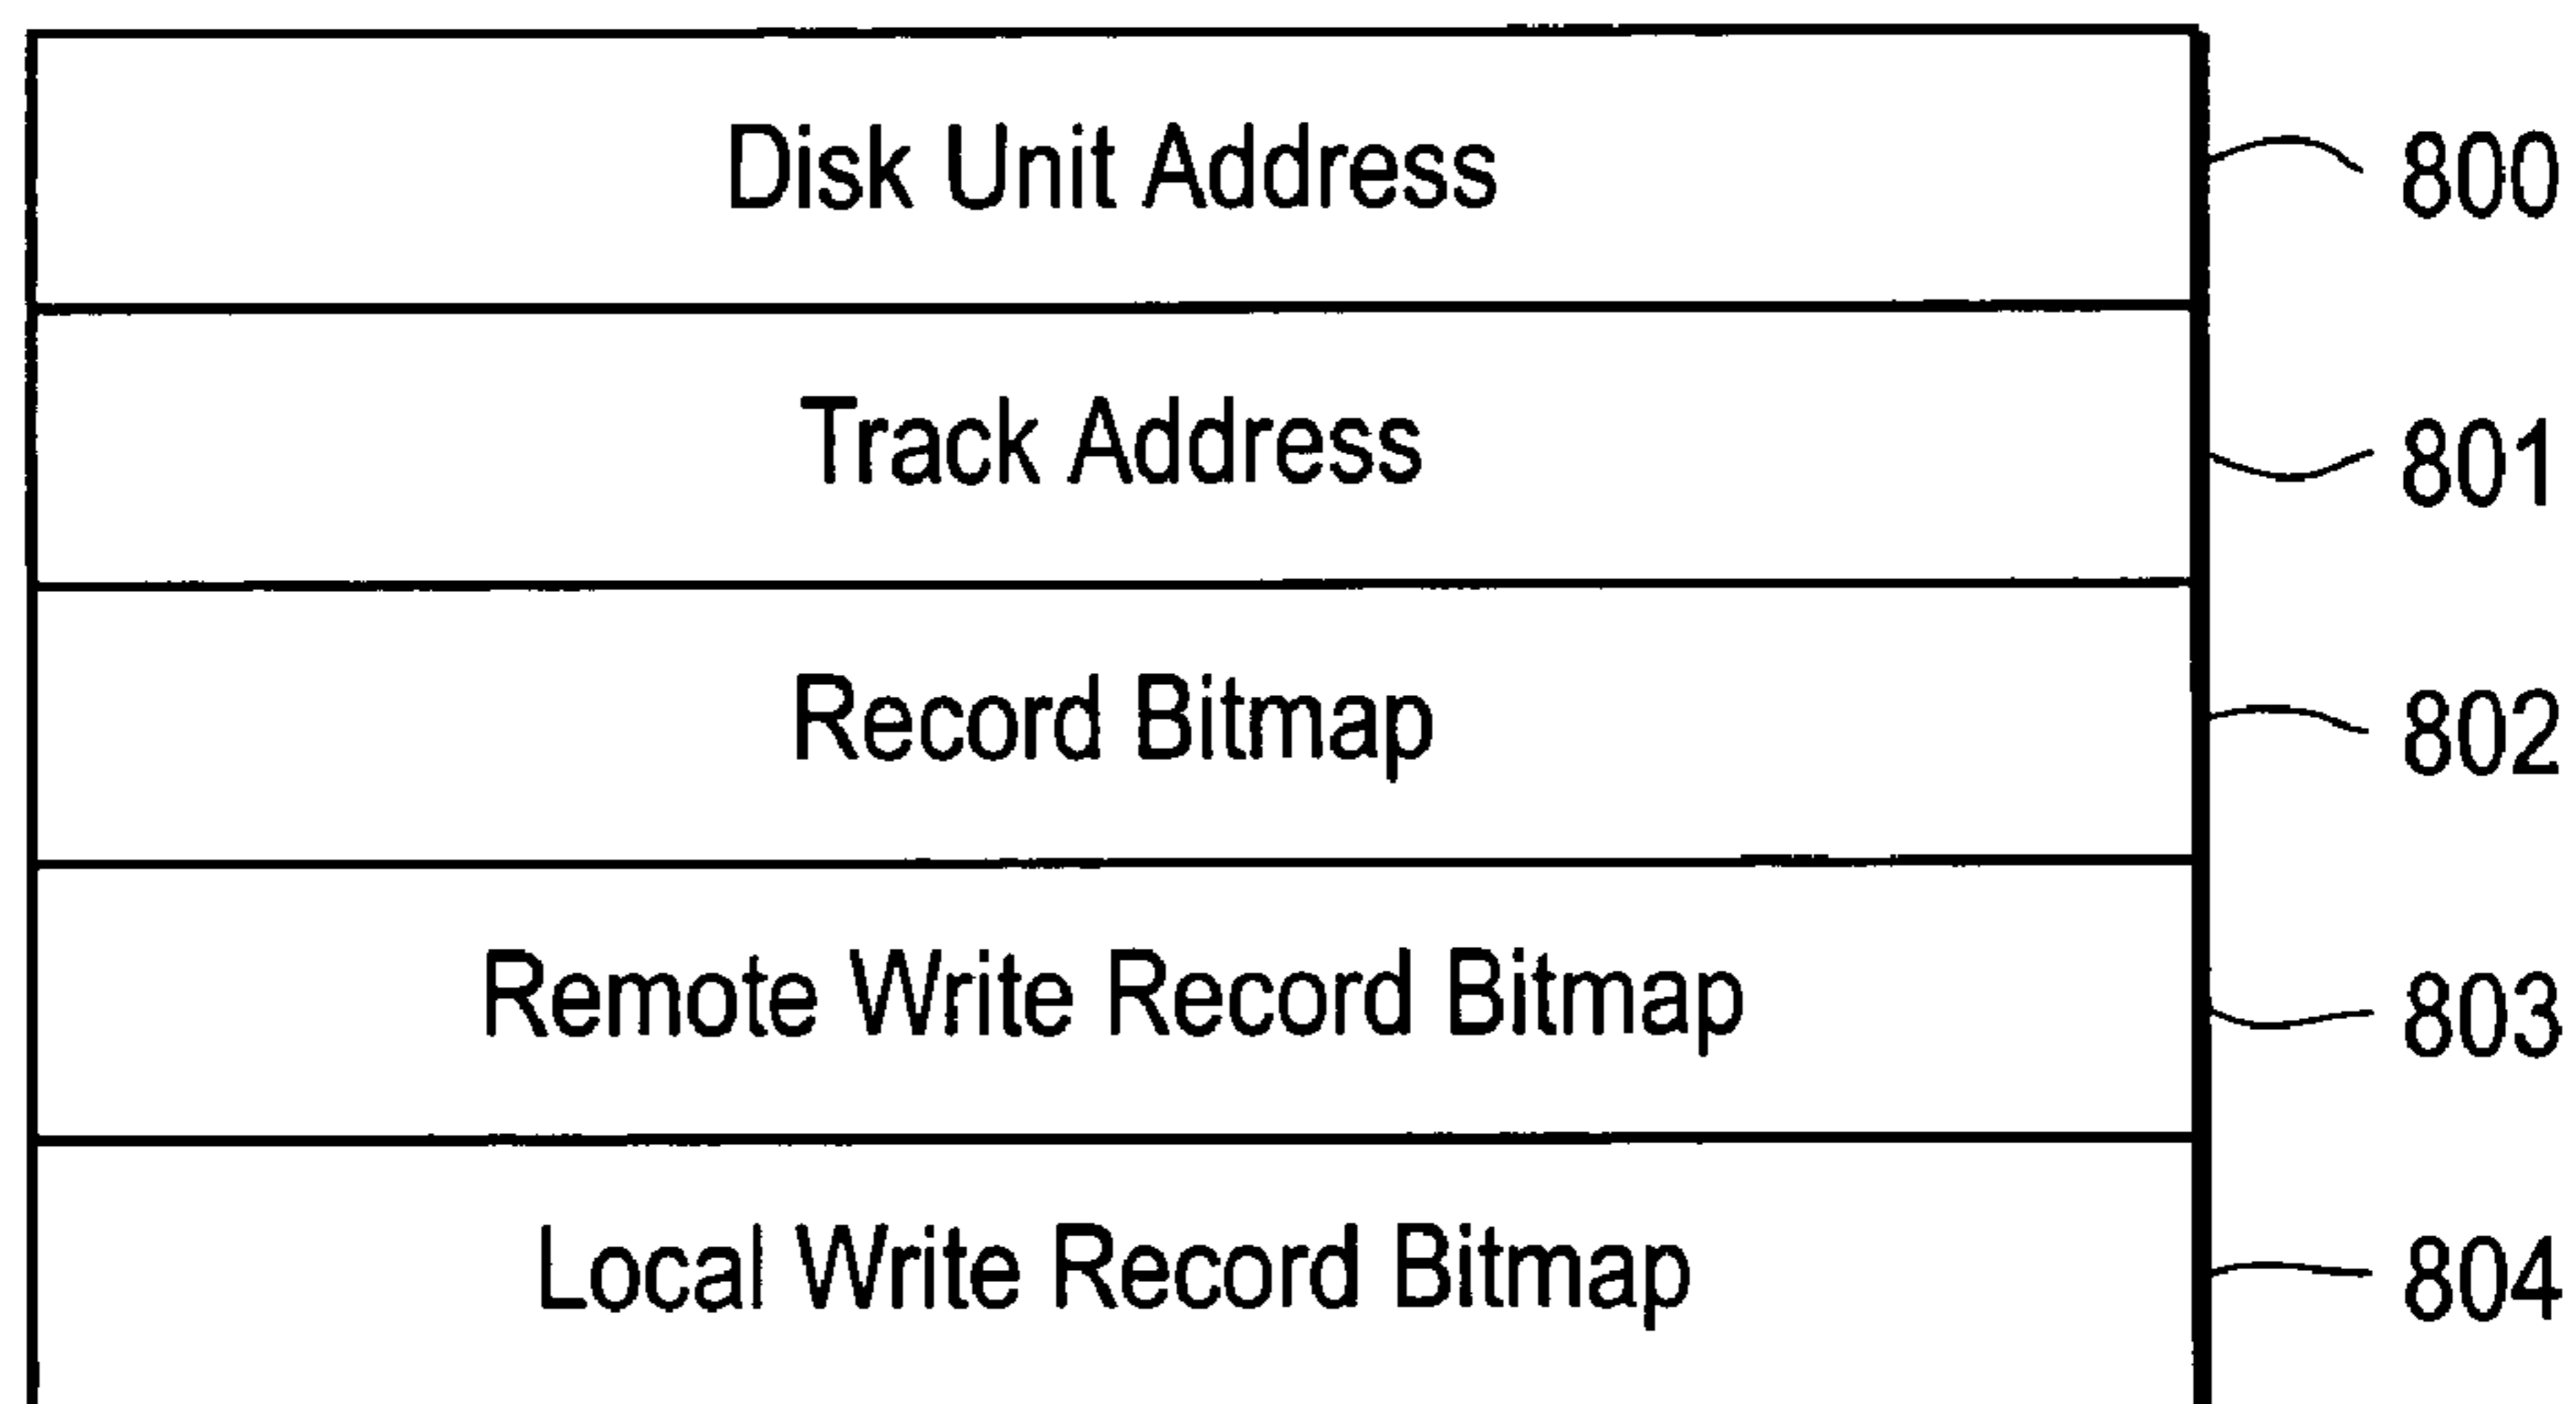 Disk Unit Address 800
Track Address 801
Record Bitmap 802
Remote Write Record Bitmap 803
Local Write Record Bitmap 804